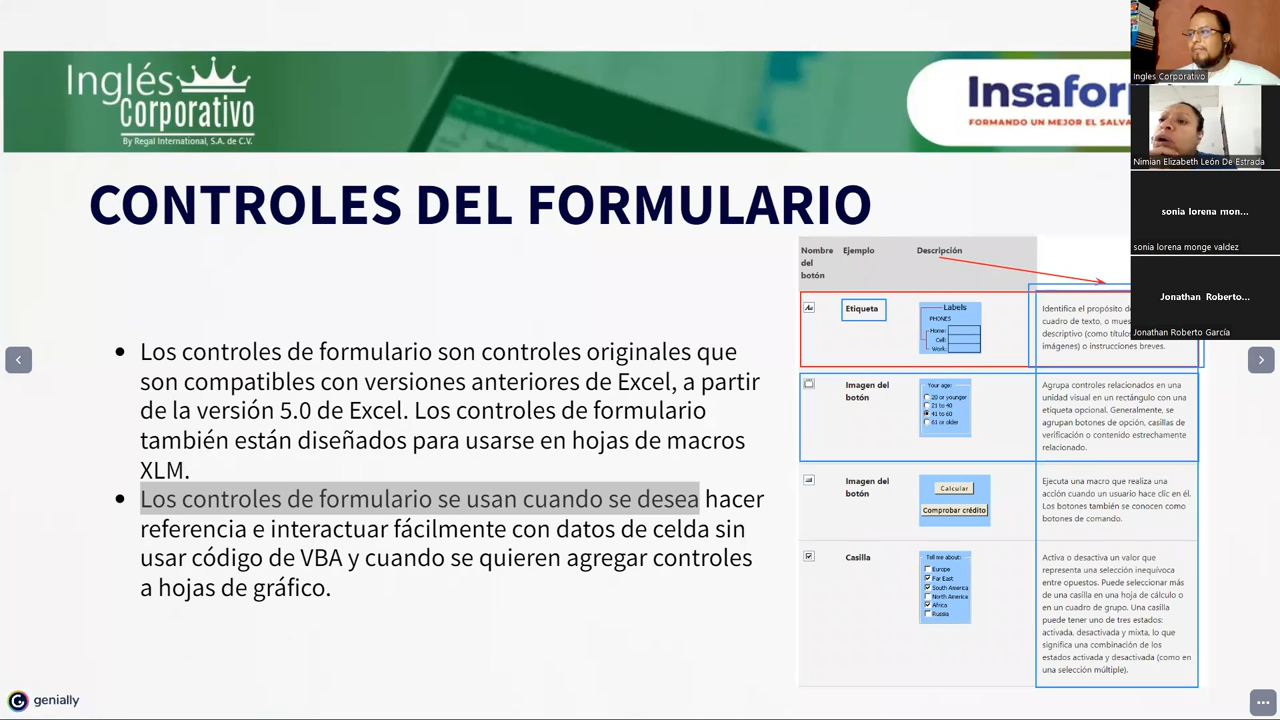 Inglés
Corporativo
By Regal International, S.A. de C.V.
Insafor
FORMANDO UN MEJOR EL SALVA
CONTROLES DEL FORMULARIO
Los controles de formulario son controles originales que
son compatibles con versiones anteriores de Excel, a partir
de la versión 5.0 de Excel. Los controles de formulario
también están diseñados para usarse en hojas de macros
XLM.
Los controles de formulario se usan cuando se desea hacer
referencia e interactuar fácilmente con datos de celda sin
usar código de VBA y cuando se quieren agregar controles
a hojas de gráfico.
Nombre
del
botón
Ejemplo
Descripción
Aa
Etiqueta
Labels
PHONES
Home:
Cell:
Work:
Identifica el propósito d
cuadro de texto, o mues
descriptivo (como título
imágenes) o instrucciones breves.
Imagen del
botón
Your age:
20 or younger
21 to 40
41 to 60
61 or older
Agrupa controles relacionados en una
unidad visual en un rectángulo con una
etiqueta opcional. Generalmente, se
agrupan botones de opción, casillas de
verificación o contenido estrechamente
relacionado.
Imagen del
botón
Calcular
Comprobar crédito
Ejecuta una macro que realiza una
acción cuando un usuario hace clic en él.
Los botones también se conocen como
botones de comando.
Casilla
Tell me about:
Europe
Far East
South America
North America
Africa
Russia
Activa o desactiva un valor que
representa una selección inequívoca
entre opuestos. Puede seleccionar más
de una casilla en una hoja de cálculo o
en un cuadro de grupo. Una casilla
puede tener uno de tres estados:
activada, desactivada y mixta, lo que
significa una combinación de los
estados activada y desactivada (como en
una selección múltiple).
Ingles Corporativo
Nimian Elizabeth León De Estrada
sonia lorena mon...
sonia lorena monge valdez
Jonathan Roberto...
Jonathan Roberto García
genially